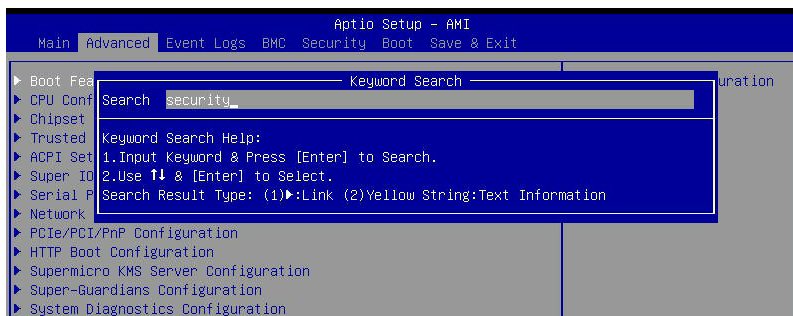 Aptio Setup – AMI
Main Advanced Event Logs BMC Security Boot Save & Exit
▶ Boot Fea
Keyword Search
uration
▶ CPU Conf
Search security_
▶ Chipset
▶ Trusted
Keyword Search Help:
▶ ACPI Set
1.Input Keyword & Press [Enter] to Search.
▶ Super IO
2.Use ↑↓ & [Enter] to Select.
▶ Serial P
Search Result Type: (1)▶:Link (2)Yellow String:Text Information
▶ Network
▶ PCIe/PCI/PnP Configuration
▶ HTTP Boot Configuration
▶ Supermicro KMS Server Configuration
▶ Super-Guardians Configuration
▶ System Diagnostics Configuration